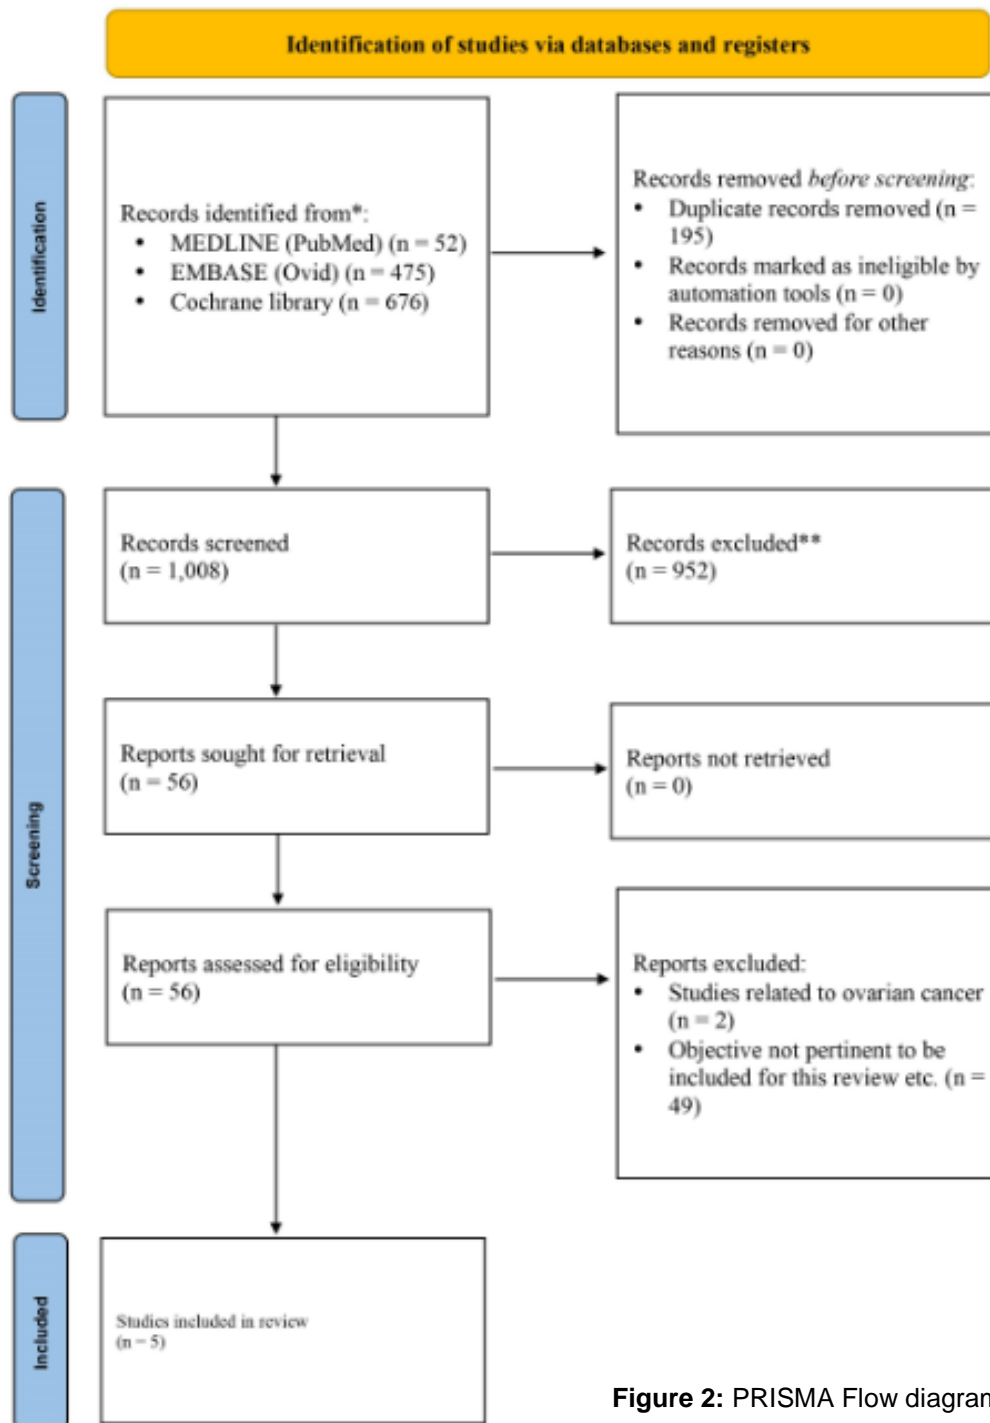 Identification of studies via databases and registers
Identification
Records identified from*:
• MEDLINE (PubMed) (n = 52)
• EMBASE (Ovid) (n = 475)
• Cochrane library (n = 676)
Records removed before screening:
• Duplicate records removed (n =
195)
• Records marked as ineligible by
automation tools (n = 0)
• Records removed for other
reasons (n = 0)
Screening
Records screened
(n = 1,008)
Records excluded**
(n = 952)
Reports sought for retrieval
(n = 56)
Reports not retrieved
(n = 0)
Reports assessed for eligibility
(n = 56)
Reports excluded:
• Studies related to ovarian cancer
(n = 2)
• Objective not pertinent to be
included for this review etc. (n =
49)
Included
Studies included in review
(n = 5)
Figure 2: PRISMA Flow diagram